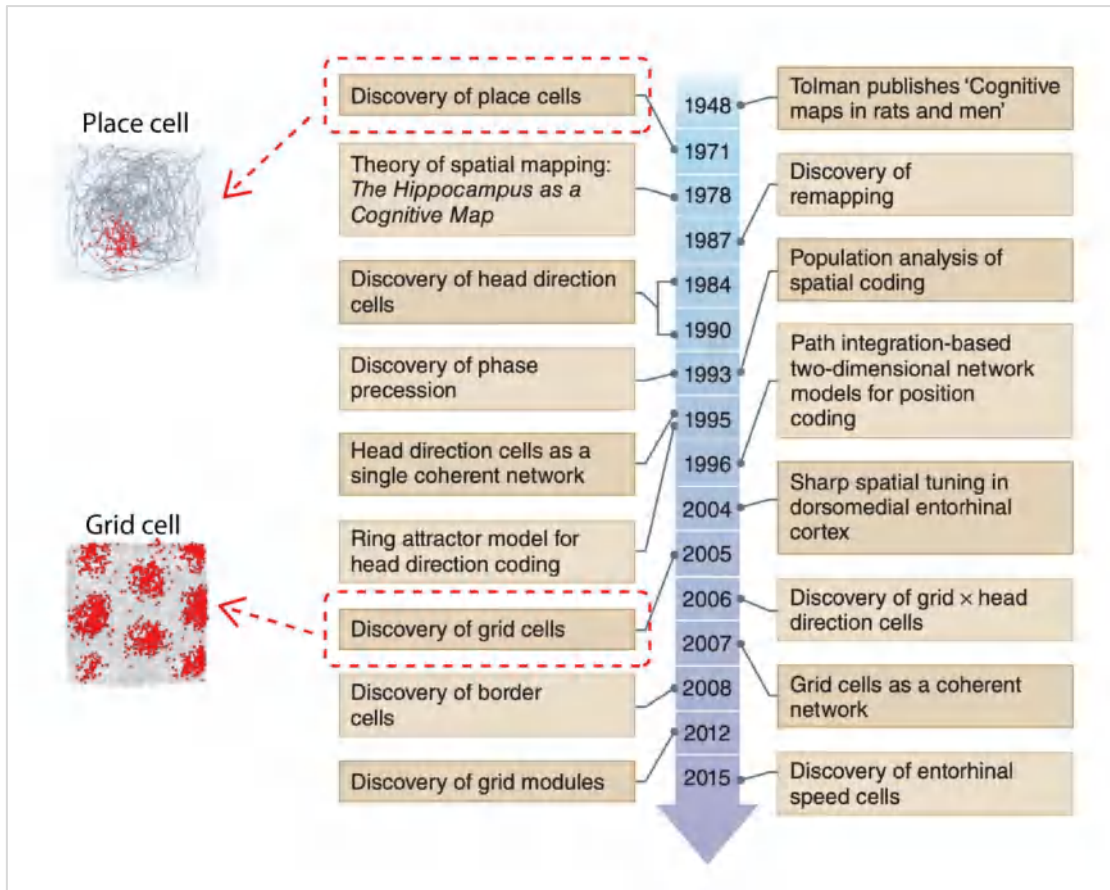 Place cell
Grid cell
Discovery of place cells
Theory of spatial mapping:
The Hippocampus as a
Cognitive Map
Discovery of head direction
cells
Discovery of phase
precession
Head direction cells as a
single coherent network
Ring attractor model for
head direction coding
Discovery of grid cells
Discovery of border
cells
Discovery of grid modules
1948
1971
1978
1987
1984
1990
1993
1995
1996
2004
2005
2006
2007
2008
2012
2015
Tolman publishes ‘Cognitive
maps in rats and men’
Discovery of
remapping
Population analysis of
spatial coding
Path integration-based
two-dimensional network
models for position
coding
Sharp spatial tuning in
dorsomedial entorhinal
cortex
Discovery of grid × head
direction cells
Grid cells as a coherent
network
Discovery of entorhinal
speed cells